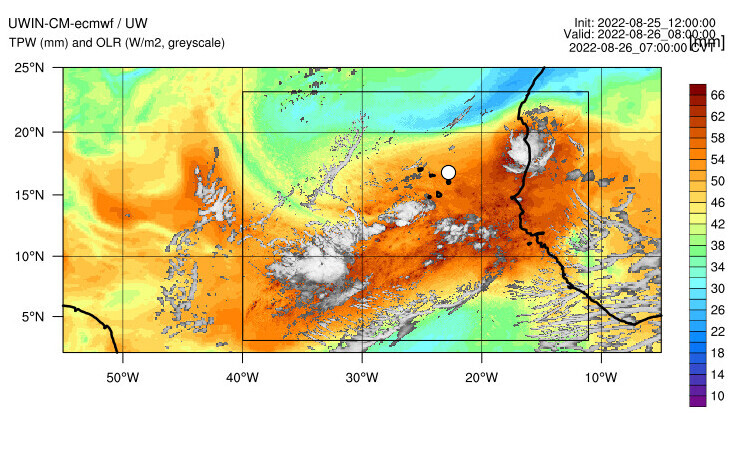 UWIN-CM-ecmwf / UW
Init: 2022-08-25_12:00:00
TPW (mm) and OLR (W/m2, greyscale)
Valid: 2022-08-26_08:00:00
2022-08-26_07:00:00 CVT
[mm]
25°N
20°N
15°N
10°N
5°N
50°W
40°W
30°W
20°W
10°W
66
62
58
54
50
46
42
38
34
30
26
22
18
14
10